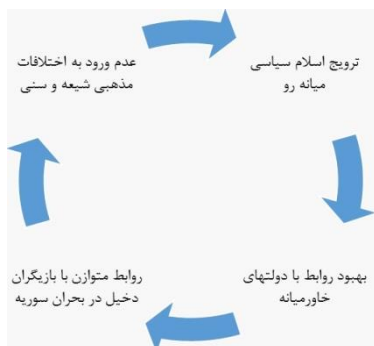 ترویج اسلام سیاسی
میانه رو
بهبود روابط با دولتهای
خاورمیانه
روابط متوازن با بازیگران
دخیل در بحران سوریه
عدم ورود به اختلافات
مذهبی شیعه و سنی